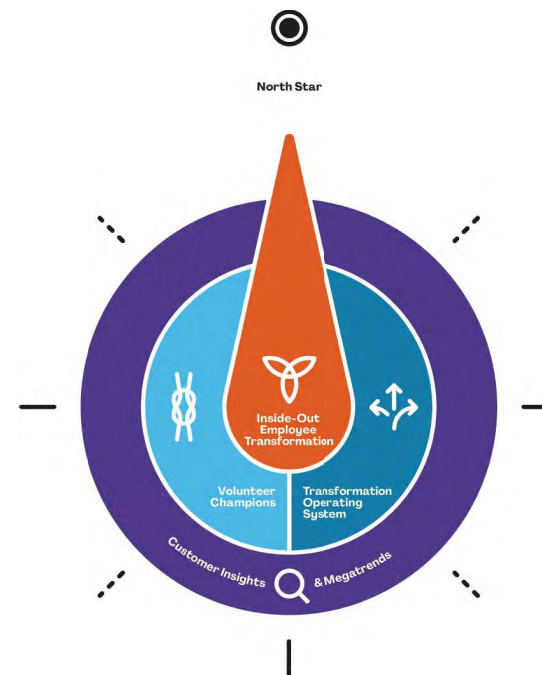 North Star
Inside-Out
Employee
Transformation
Volunteer
Champions
Transformation
Operating
System
Customer Insights & Megatrends